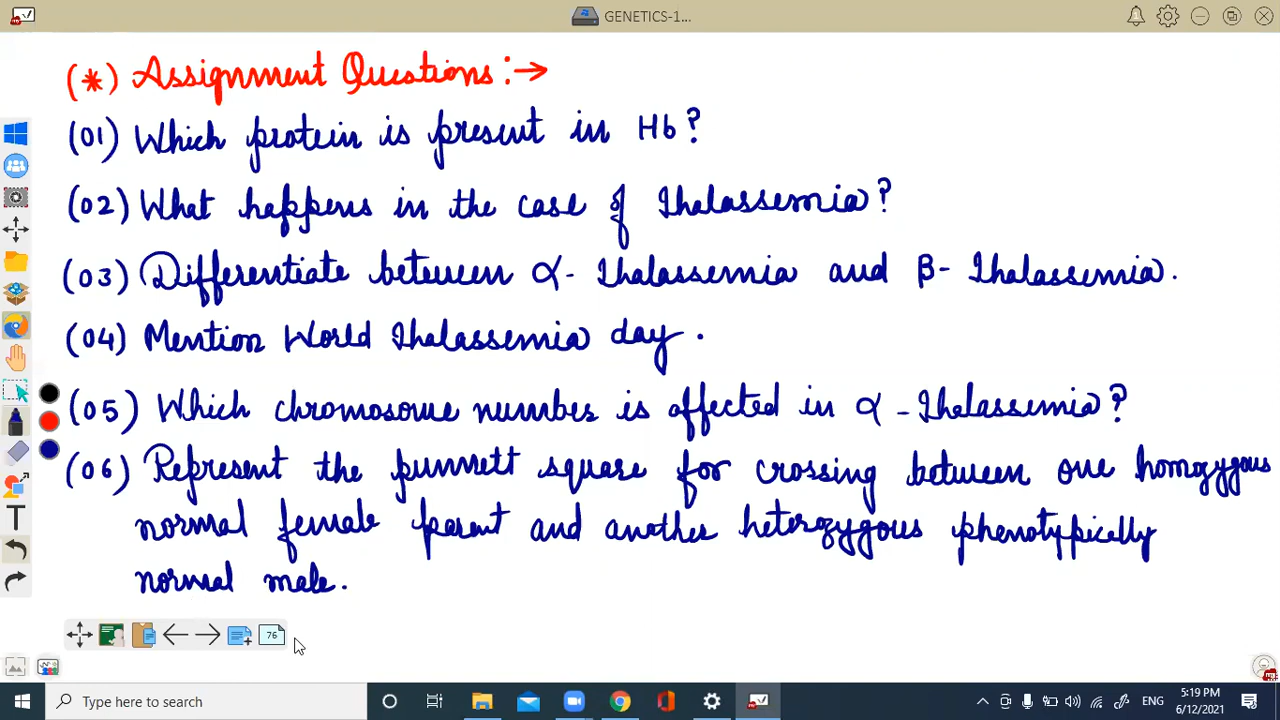 GENETICS-1...
(*) Assignment Questions:→
(01) Which protein is present in Hb?
(02) What happens in the case of Thalassemia?
(03) Differentiate between α- Thalassemia and β- Thalassemia.
(04) Mention World Thalassemia day.
(05) Which chromosome number is affected in α-Thalassemia?
(06) Represent the punnett square for crossing between one homozygous
normal female parent and another heterozygous phenotypically
normal male.
76
Type here to search
ENG
5:19 PM
6/12/2021